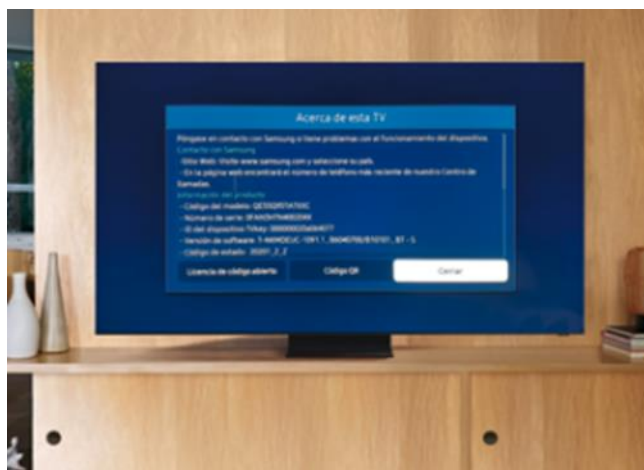 Acerca de esta TV
Póngase en contacto con Samsung si tiene problemas con el funcionamiento del dispositivo.
Contacto con Samsung
- Sitio Web: Visite www.samsung.com y seleccione su país.
- En la página web encontrará el número de teléfono más reciente de nuestro Centro de
llamadas.
Información del producto
- Código del modelo:
- Número de serie:
- ID del dispositivo TVkey:
- Versión de software:
- Código de estado:
Licencia de código abierto
Código QR
Cerrar